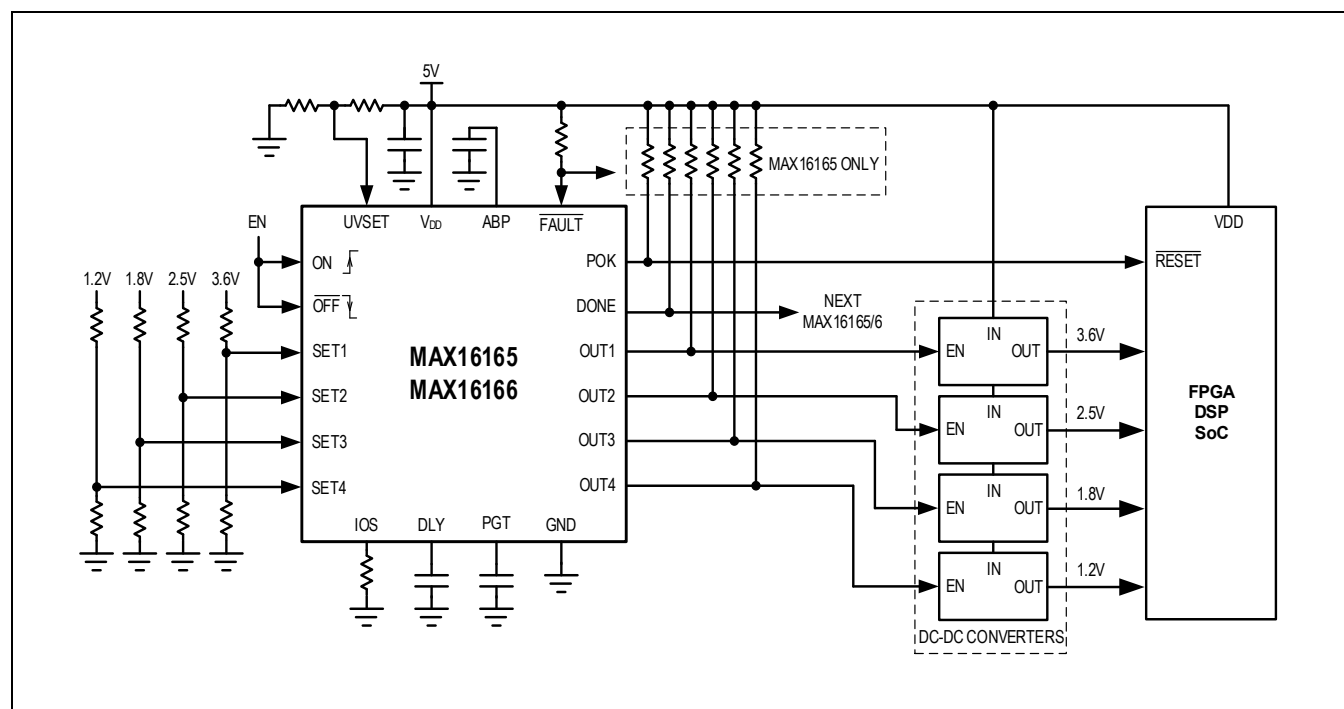 5V
MAX16165 ONLY
UVSET
VDD
ABP
FAULT
VDD
EN
ON
POK
RESET
1.2V
1.8V
2.5V
3.6V
OFF
DONE
NEXT
MAX16165/6
SET1
MAX16165
MAX16166
OUT1
EN
IN
OUT
3.6V
SET2
OUT2
EN
IN
OUT
2.5V
FPGA
DSP
SoC
SET3
OUT3
EN
IN
OUT
1.8V
SET4
OUT4
EN
IN
OUT
1.2V
IOS
DLY
PGT
GND
DC-DC CONVERTERS